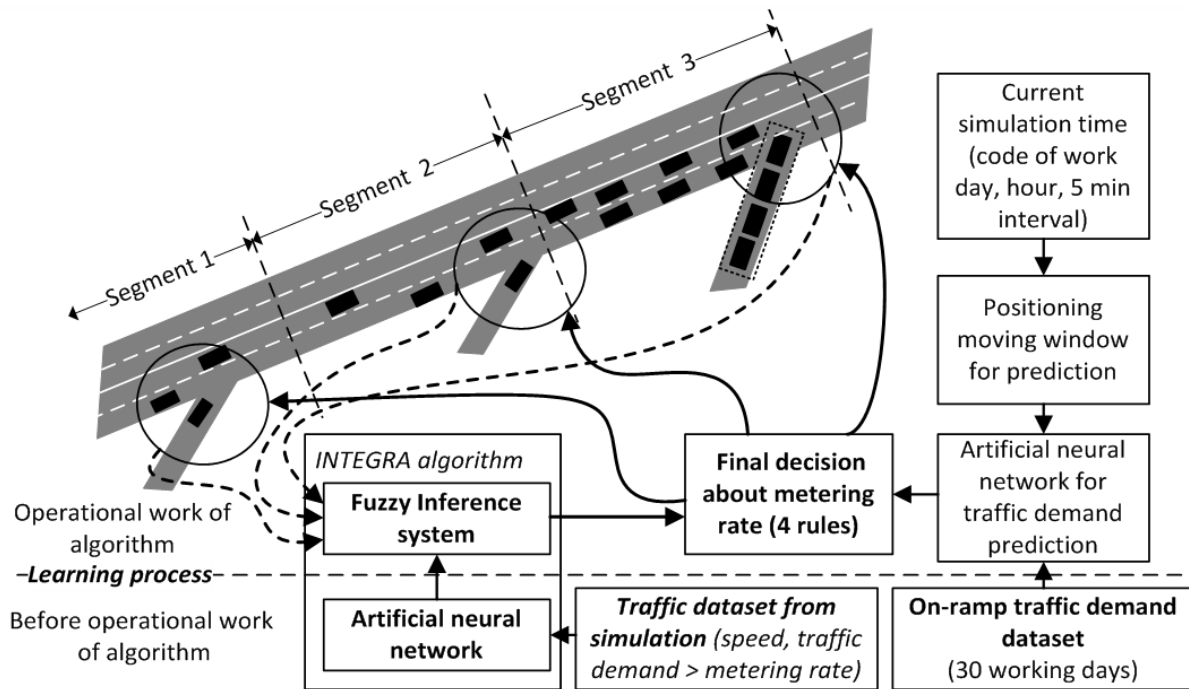 Segment 3
Segment 2
Segment 1
Current
simulation time
(code of work
day, hour, 5 min
interval)
Positioning
moving window
for prediction
INTEGRA algorithm
Fuzzy Inference
system
Final decision
about metering
rate (4 rules)
Artificial neural
network for
traffic demand
prediction
Operational work of
algorithm
Learning process
Before operational work
of algorithm
Artificial neural
network
Traffic dataset from
simulation (speed, traffic
demand > metering rate)
On-ramp traffic demand
dataset
(30 working days)